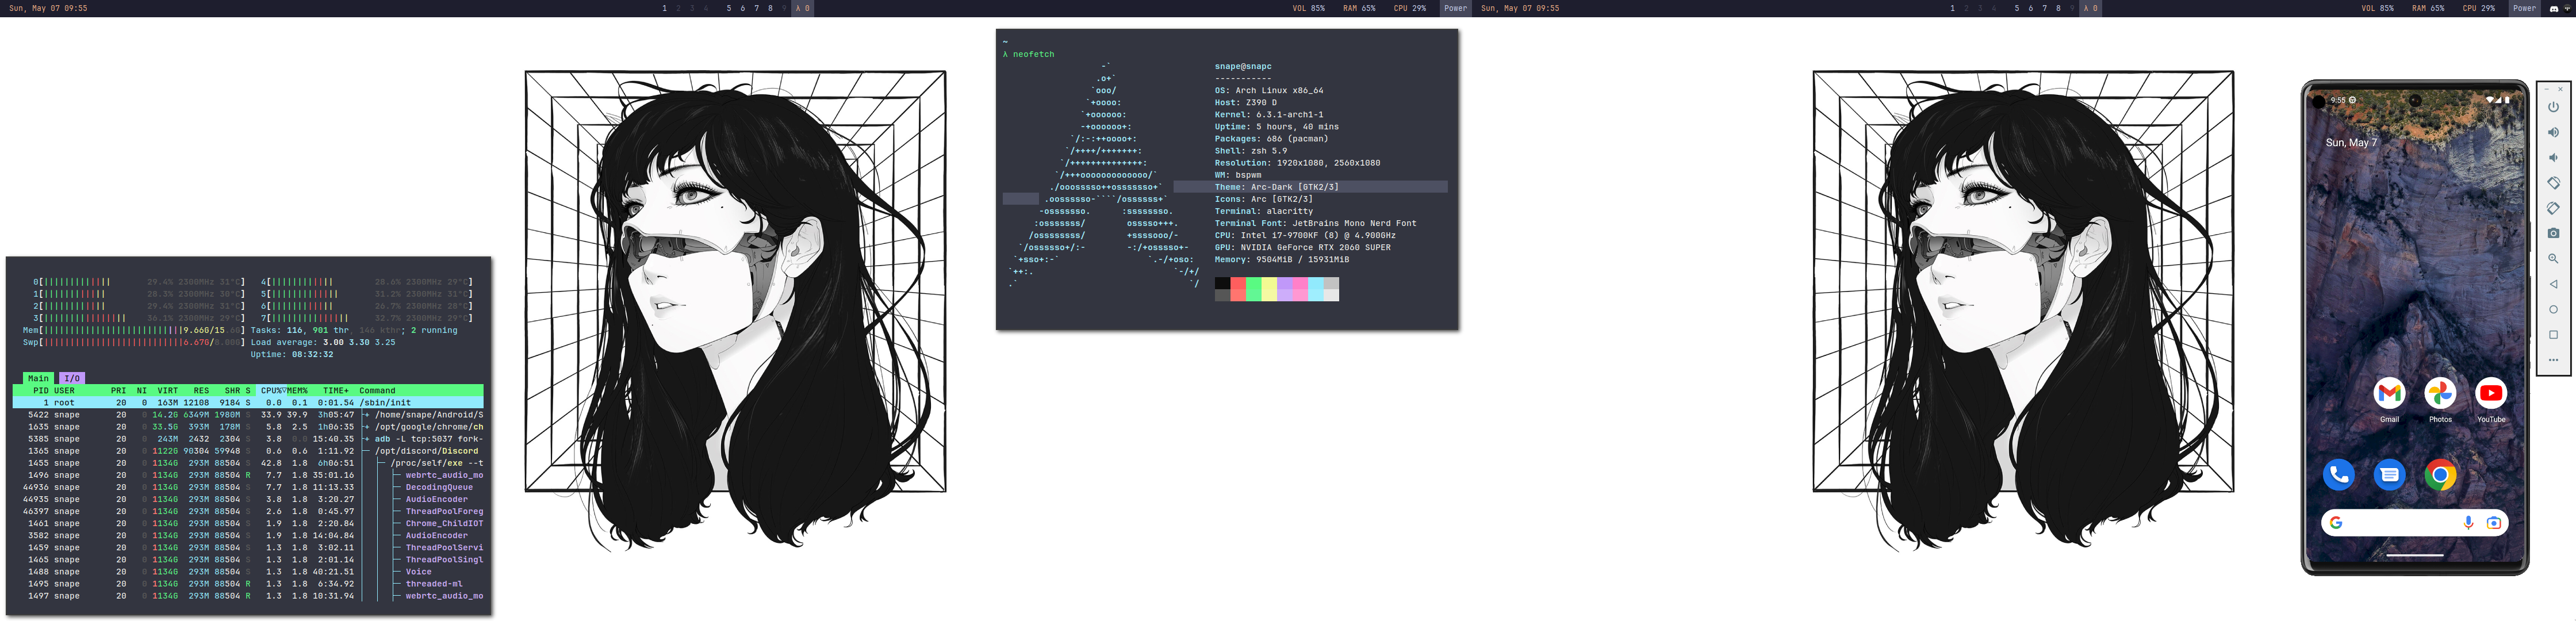 Sun, May 07 09:55
1 2 3 4 5 6 7 8 9 λ 0
VOL 85% RAM 65% CPU 29% Power
Sun, May 07 09:55
1 2 3 4 5 6 7 8 9 λ 0
VOL 85% RAM 65% CPU 29% Power
0[ 29.4% 2300MHz 31°C] 4[ 28.6% 2300MHz 29°C]
1[ 28.3% 2300MHz 30°C] 5[ 31.2% 2300MHz 31°C]
2[ 29.4% 2300MHz 31°C] 6[ 26.7% 2300MHz 28°C]
3[ 36.1% 2300MHz 29°C] 7[ 32.7% 2300MHz 29°C]
Mem[ 9.66G/15.6G] Tasks: 116, 901 thr, 146 kthr; 2 running
Swp[ 6.67G/8.00G] Load average: 3.00 3.30 3.25
Uptime: 08:32:32
Main I/O
PID USER PRI NI VIRT RES SHR S CPU%▽MEM% TIME+ Command
1 root 20 0 163M 12108 9184 S 0.0 0.1 0:01.54 /sbin/init
5422 snape 20 0 14.2G 6349M 1980M S 33.9 39.9 3h05:47 /home/snape/Android/S
1635 snape 20 0 33.5G 393M 178M S 5.8 2.5 1h06:35 /opt/google/chrome/ch
5385 snape 20 0 243M 2432 2304 S 3.8 0.0 15:40.35 adb -L tcp:5037 fork-
1365 snape 20 0 1122G 90304 59948 S 0.6 0.6 1:11.92 /opt/discord/Discord
1455 snape 20 0 1134G 293M 88504 S 42.8 1.8 6h06:51 /proc/self/exe --t
1496 snape 20 0 1134G 293M 88504 R 7.7 1.8 35:01.16 webrtc_audio_mo
44936 snape 20 0 1134G 293M 88504 S 7.7 1.8 11:13.33 DecodingQueue
44935 snape 20 0 1134G 293M 88504 S 3.8 1.8 3:20.27 AudioEncoder
46397 snape 20 0 1134G 293M 88504 S 2.6 1.8 0:45.97 ThreadPoolForeg
1461 snape 20 0 1134G 293M 88504 S 1.9 1.8 2:20.84 Chrome_ChildIOT
3582 snape 20 0 1134G 293M 88504 S 1.9 1.8 14:04.84 AudioEncoder
1459 snape 20 0 1134G 293M 88504 S 1.3 1.8 3:02.11 ThreadPoolServi
1465 snape 20 0 1134G 293M 88504 S 1.3 1.8 2:01.14 ThreadPoolSingl
1488 snape 20 0 1134G 293M 88504 S 1.3 1.8 40:21.51 Voice
1495 snape 20 0 1134G 293M 88504 R 1.3 1.8 6:34.92 threaded-ml
1497 snape 20 0 1134G 293M 88504 R 1.3 1.8 10:31.94 webrtc_audio_mo
~
λ neofetch
snape@snapc
-----------
OS: Arch Linux x86_64
Host: Z390 D
Kernel: 6.3.1-arch1-1
Uptime: 5 hours, 40 mins
Packages: 686 (pacman)
Shell: zsh 5.9
Resolution: 1920x1080, 2560x1080
WM: bspwm
Theme: Arc-Dark [GTK2/3]
Icons: Arc [GTK2/3]
Terminal: alacritty
Terminal Font: JetBrains Mono Nerd Font
CPU: Intel i7-9700KF (8) @ 4.900GHz
GPU: NVIDIA GeForce RTX 2060 SUPER
Memory: 9504MiB / 15931MiB
9:55
Sun, May 7
Gmail Photos YouTube